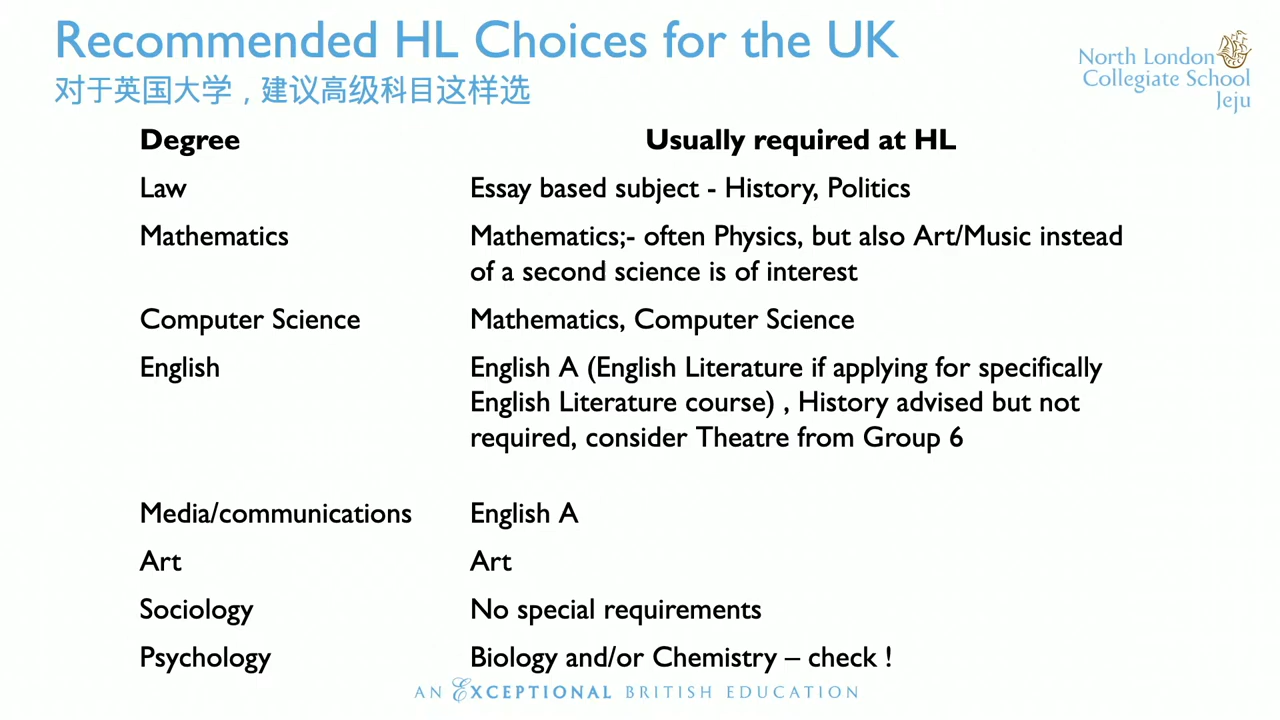 Recommended HL Choices for the UK
对于英国大学，建议高级科目这样选
North London
Collegiate School
Jeju
Degree Usually required at HL
Law Essay based subject - History, Politics
Mathematics Mathematics;- often Physics, but also Art/Music instead
of a second science is of interest
Computer Science Mathematics, Computer Science
English English A (English Literature if applying for specifically
English Literature course) , History advised but not
required, consider Theatre from Group 6
Media/communications English A
Art Art
Sociology No special requirements
Psychology Biology and/or Chemistry – check !
AN EXCEPTIONAL BRITISH EDUCATION